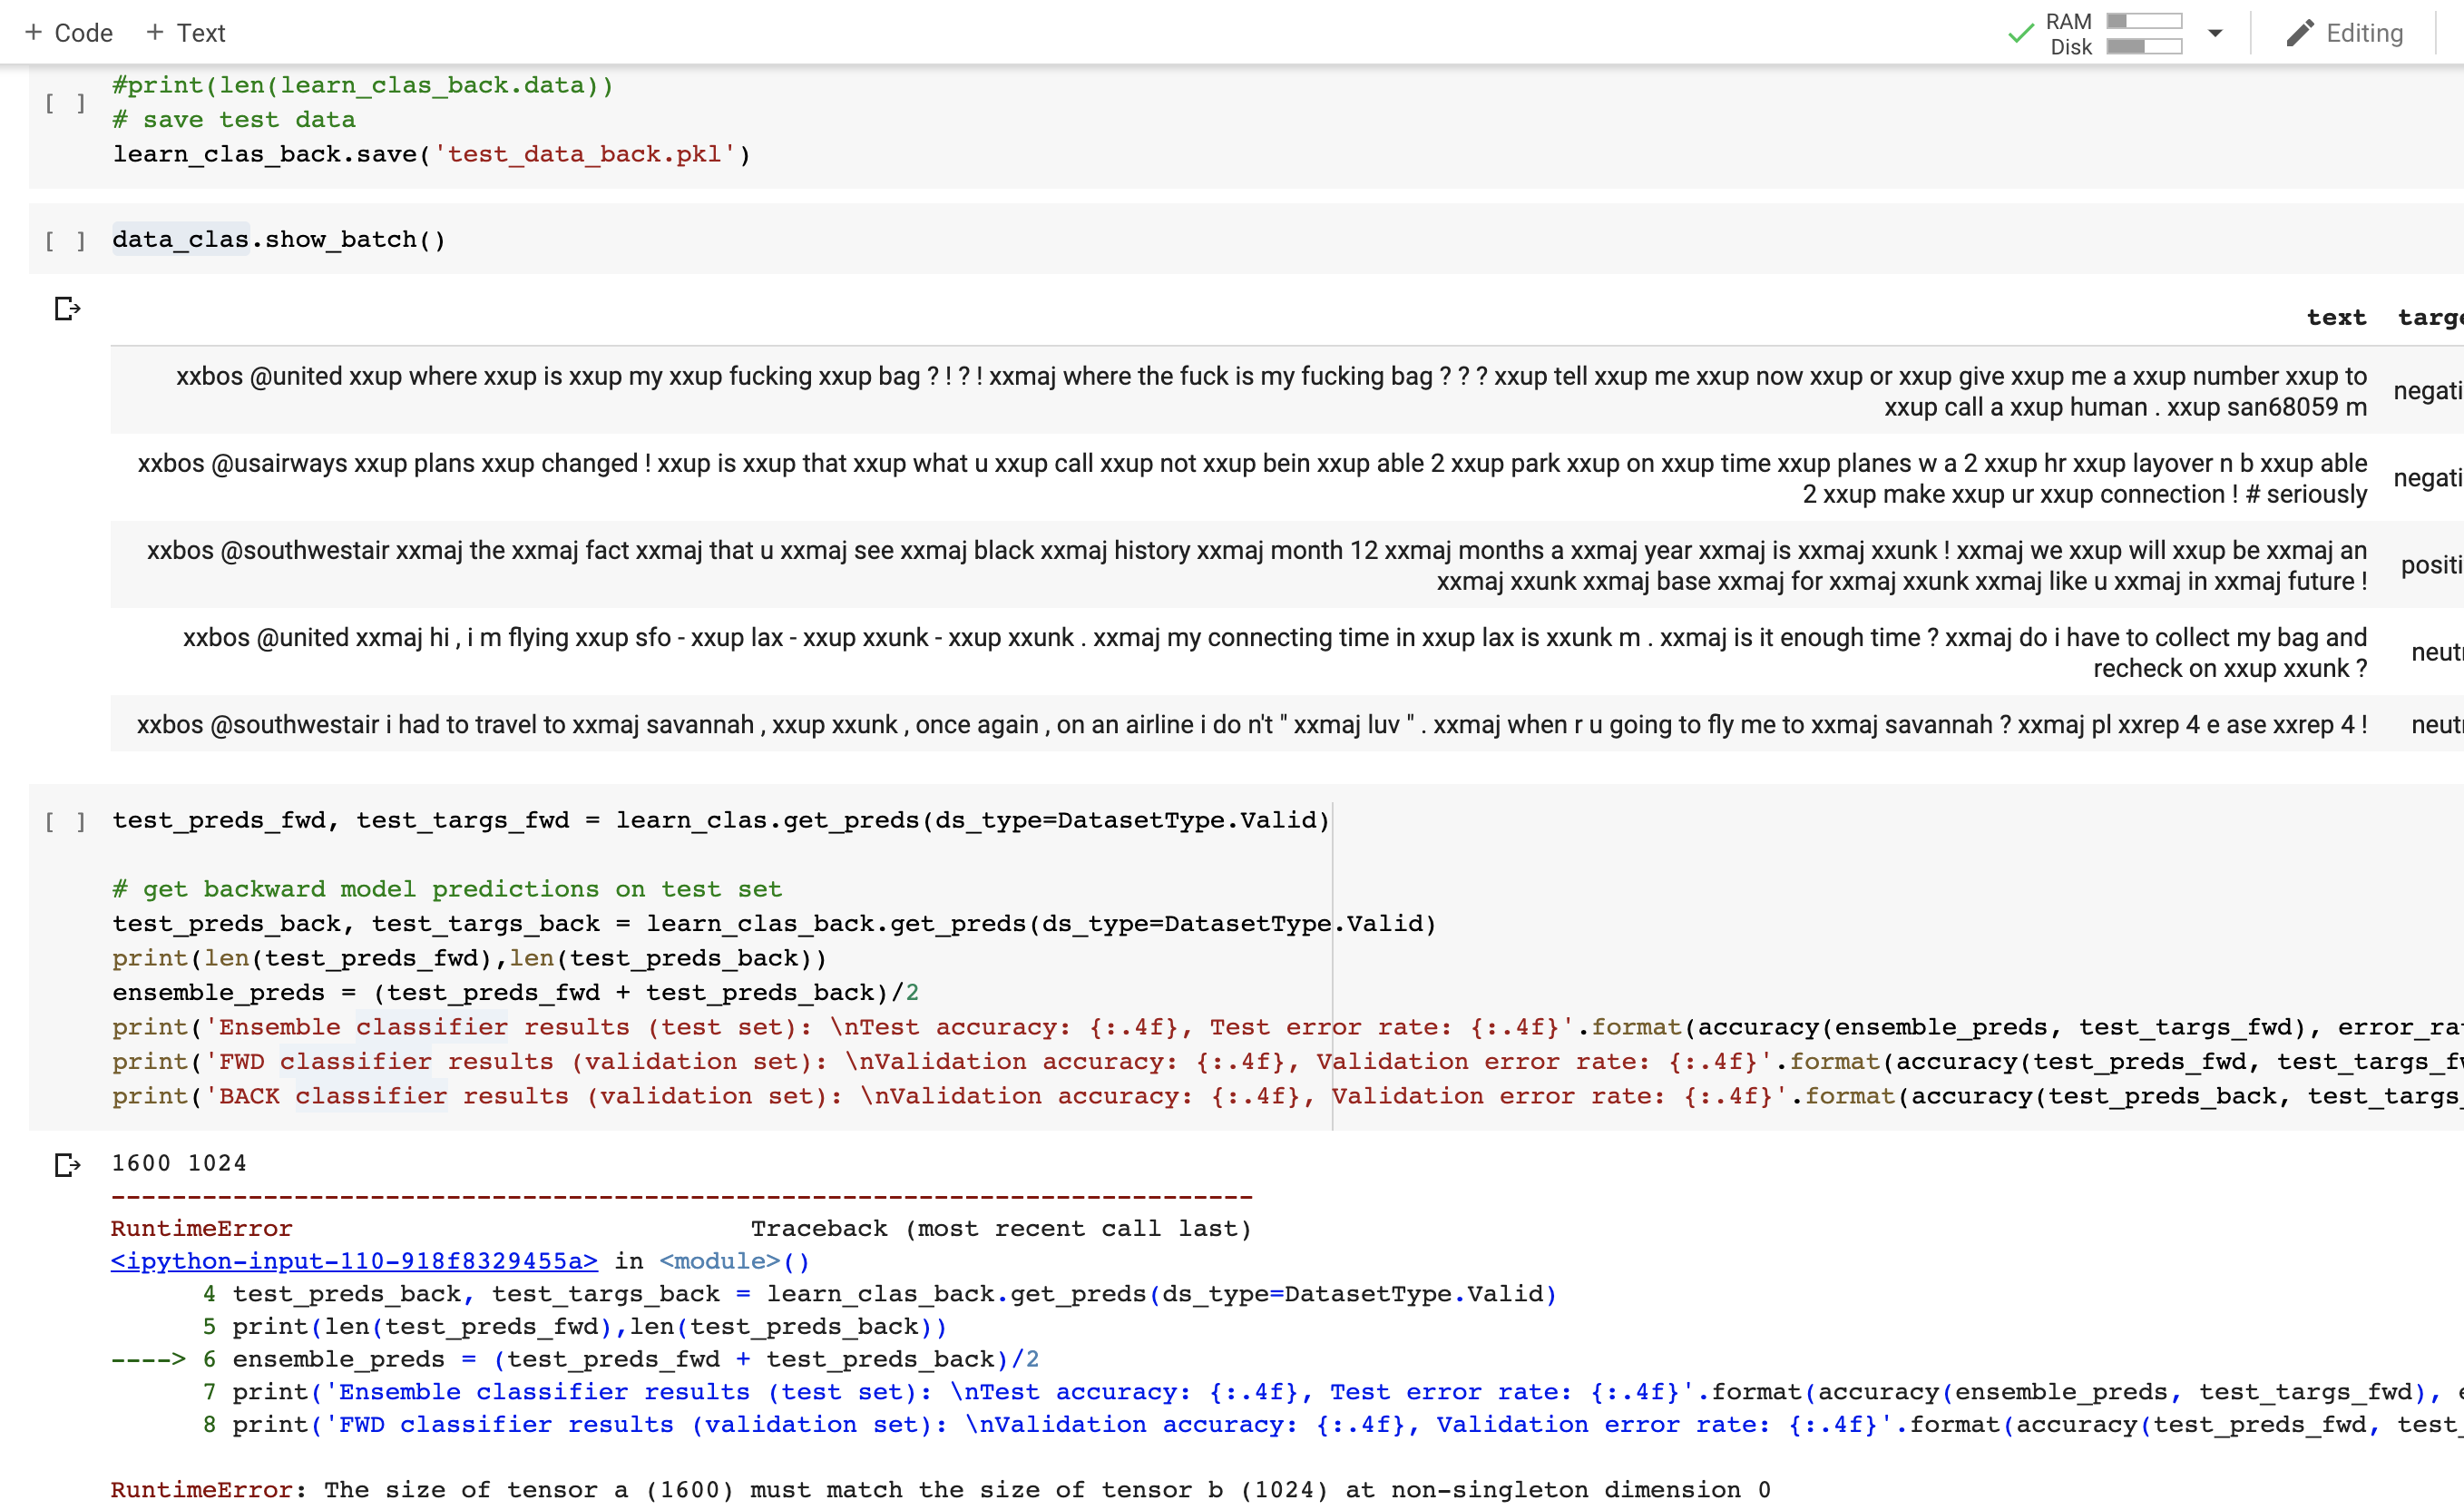 + Code + Text RAM Disk Editing
#print(len(learn_clas_back.data))
[ ] # save test data
learn_clas_back.save('test_data_back.pkl')
[ ] data_clas.show_batch()
text targe
xxbos @united xxup where xxup is xxup my xxup fucking xxup bag ? ! ? ! xxmaj where the fuck is my fucking bag ? ? ? xxup tell xxup me xxup now xxup or xxup give xxup me a xxup number xxup to
xxup call a xxup human . xxup san68059 m negati
xxbos @usairways xxup plans xxup changed ! xxup is xxup that xxup what u xxup call xxup not xxup bein xxup able 2 xxup park xxup on xxup time xxup planes w a 2 xxup hr xxup layover n b xxup able
2 xxup make xxup ur xxup connection ! # seriously negati
xxbos @southwestair xxmaj the xxmaj fact xxmaj that u xxmaj see xxmaj black xxmaj history xxmaj month 12 xxmaj months a xxmaj year xxmaj is xxmaj xxunk ! xxmaj we xxup will xxup be xxmaj an
xxmaj xxunk xxmaj base xxmaj for xxmaj xxunk xxmaj like u xxmaj in xxmaj future ! positi
xxbos @united xxmaj hi , i m flying xxup sfo - xxup lax - xxup xxunk - xxup xxunk . xxmaj my connecting time in xxup lax is xxunk m . xxmaj is it enough time ? xxmaj do i have to collect my bag and
recheck on xxup xxunk ? neutr
xxbos @southwestair i had to travel to xxmaj savannah , xxup xxunk , once again , on an airline i do n't " xxmaj luv " . xxmaj when r u going to fly me to xxmaj savannah ? xxmaj pl xxrep 4 e ase xxrep 4 ! neutr
[ ] test_preds_fwd, test_targs_fwd = learn_clas.get_preds(ds_type=DatasetType.Valid)
# get backward model predictions on test set
test_preds_back, test_targs_back = learn_clas_back.get_preds(ds_type=DatasetType.Valid)
print(len(test_preds_fwd),len(test_preds_back))
ensemble_preds = (test_preds_fwd + test_preds_back)/2
print('Ensemble classifier results (test set): \nTest accuracy: {:.4f}, Test error rate: {:.4f}'.format(accuracy(ensemble_preds, test_targs_fwd), error_ra
print('FWD classifier results (validation set): \nValidation accuracy: {:.4f}, Validation error rate: {:.4f}'.format(accuracy(test_preds_fwd, test_targs_f
print('BACK classifier results (validation set): \nValidation accuracy: {:.4f}, Validation error rate: {:.4f}'.format(accuracy(test_preds_back, test_targs_
1600 1024
---------------------------------------------------------------------------
RuntimeError Traceback (most recent call last)
<ipython-input-110-918f8329455a> in <module>()
4 test_preds_back, test_targs_back = learn_clas_back.get_preds(ds_type=DatasetType.Valid)
5 print(len(test_preds_fwd),len(test_preds_back))
----> 6 ensemble_preds = (test_preds_fwd + test_preds_back)/2
7 print('Ensemble classifier results (test set): \nTest accuracy: {:.4f}, Test error rate: {:.4f}'.format(accuracy(ensemble_preds, test_targs_fwd), e
8 print('FWD classifier results (validation set): \nValidation accuracy: {:.4f}, Validation error rate: {:.4f}'.format(accuracy(test_preds_fwd, test_
RuntimeError: The size of tensor a (1600) must match the size of tensor b (1024) at non-singleton dimension 0